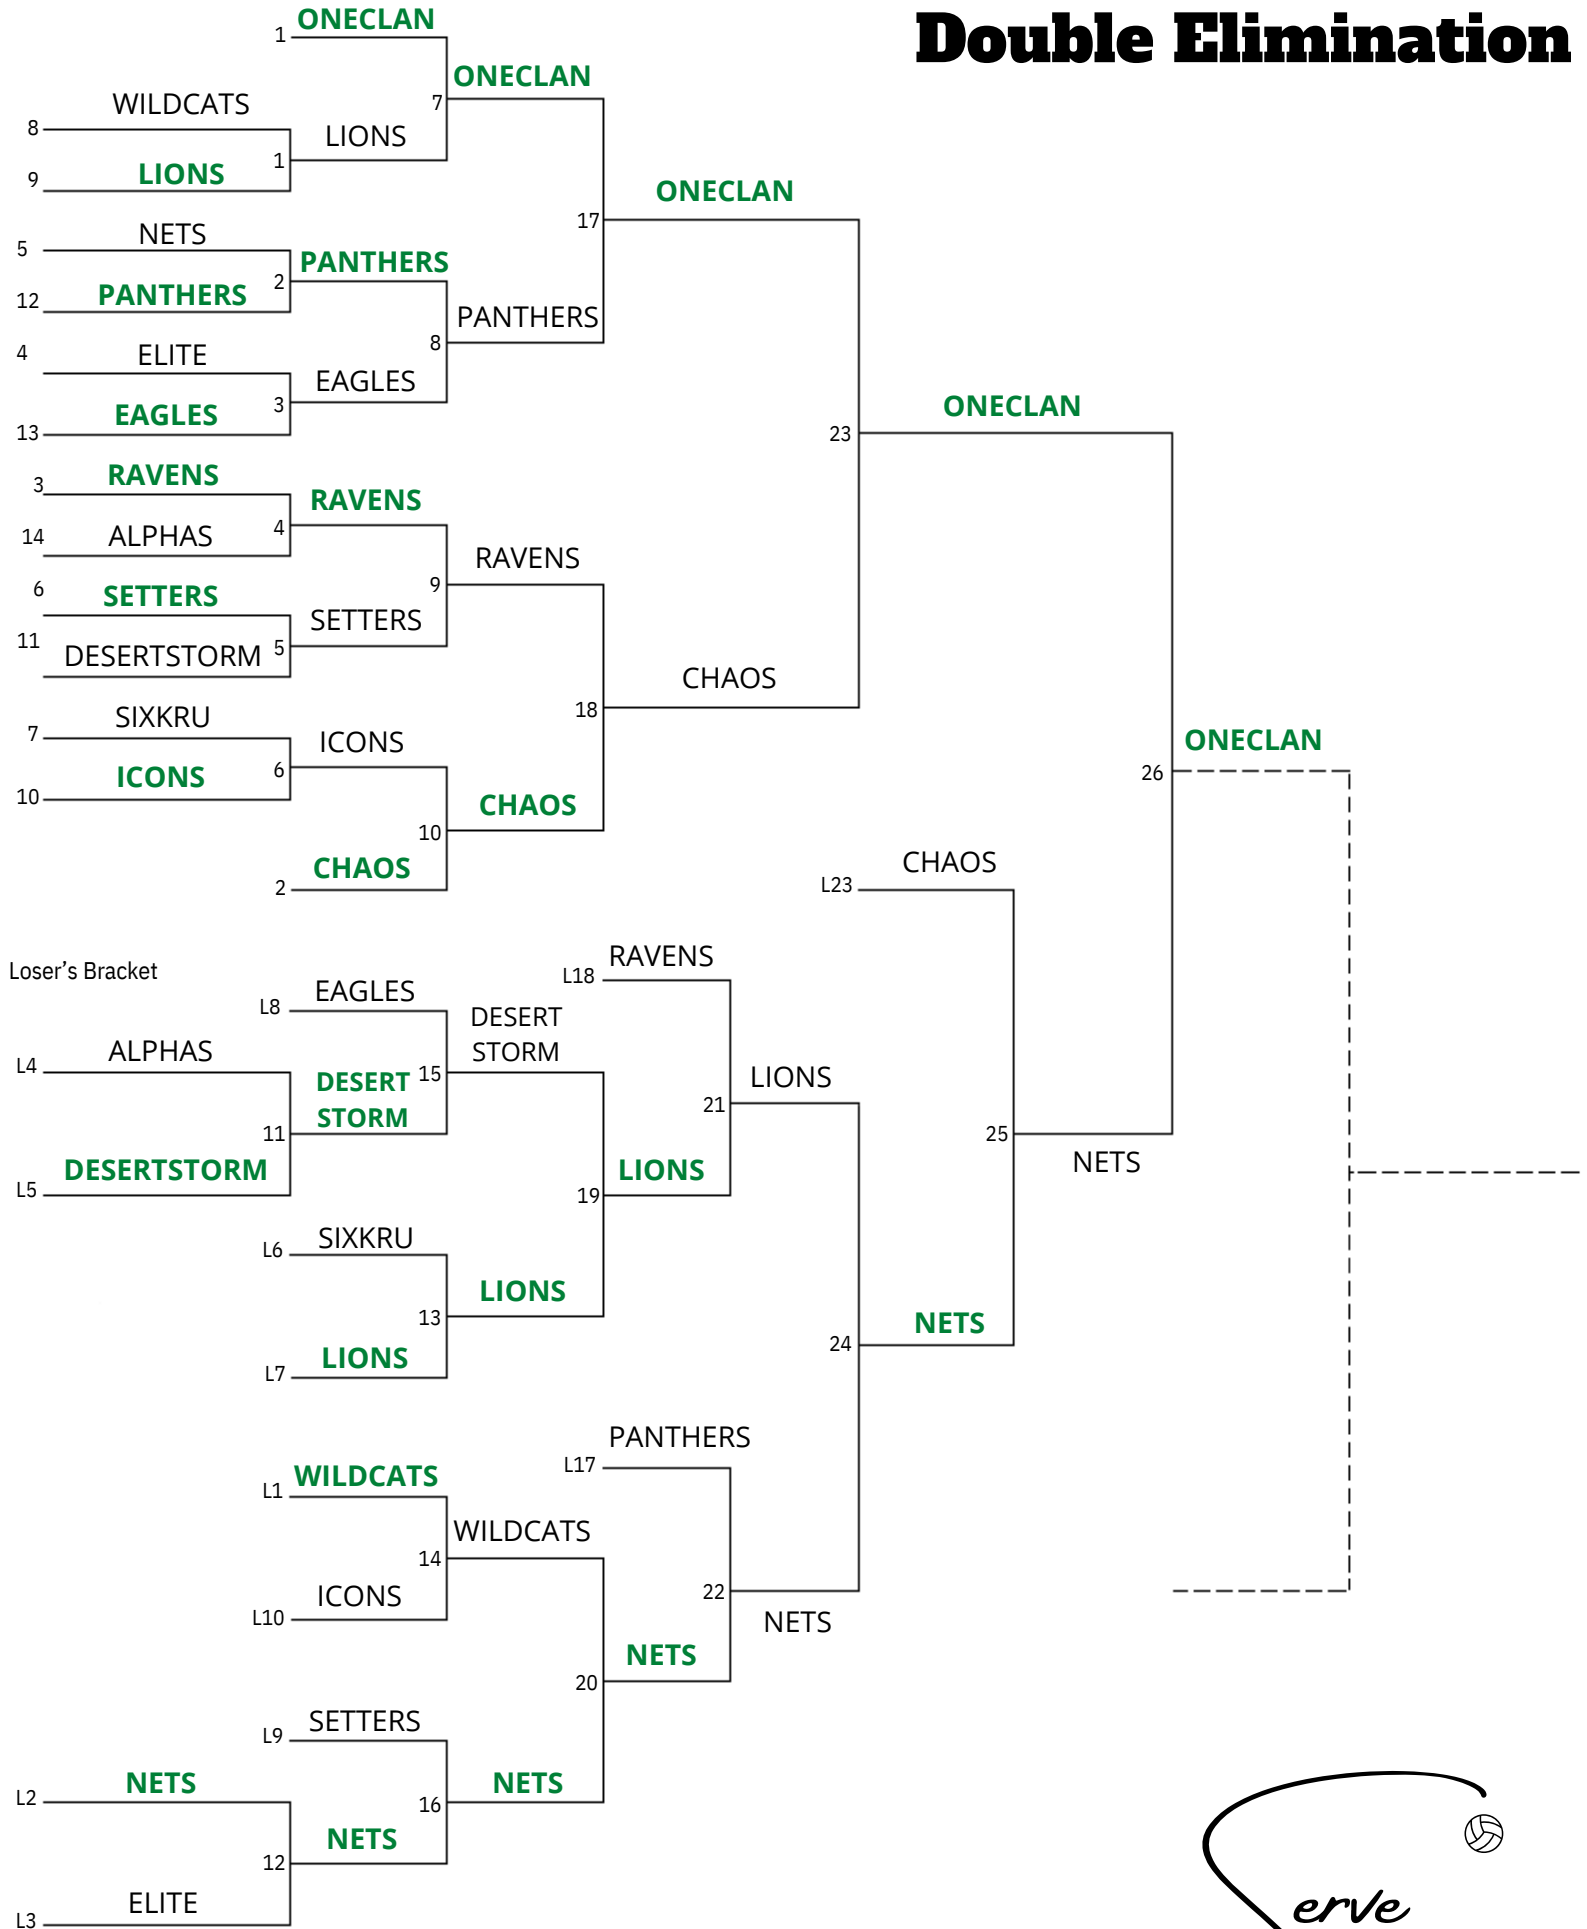 Double Elimination
1
ONECLAN
7
ONECLAN
8
WILDCATS
1
LIONS
9
LIONS
17
ONECLAN
5
NETS
2
PANTHERS
12
PANTHERS
8
PANTHERS
4
ELITE
3
EAGLES
13
EAGLES
23
ONECLAN
3
RAVENS
4
RAVENS
14
ALPHAS
9
RAVENS
6
SETTERS
5
SETTERS
11
DESERTSTORM
18
CHAOS
7
SIXKRU
6
ICONS
10
ICONS
10
CHAOS
2
CHAOS
26
ONECLAN
L23
CHAOS
Loser's Bracket
L18
RAVENS
L8
EAGLES
DESERT
STORM
L4
ALPHAS
15
DESERT
STORM
11
L5
DESERTSTORM
21
LIONS
25
NETS
19
LIONS
L6
SIXKRU
13
LIONS
L7
LIONS
24
NETS
L17
PANTHERS
L1
WILDCATS
14
WILDCATS
L10
ICONS
22
NETS
20
NETS
L9
SETTERS
L2
NETS
16
NETS
12
NETS
L3
ELITE
erve